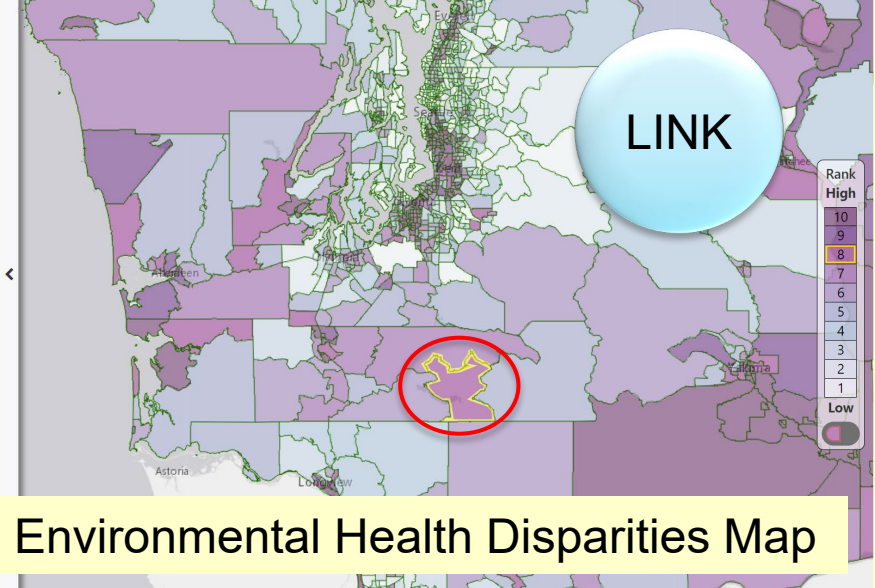 LINK
Rank
High
10
9
8
7
6
5
4
3
2
1
Low
Aberdeen
Yakima
Astoria
Longview
Environmental Health Disparities Map